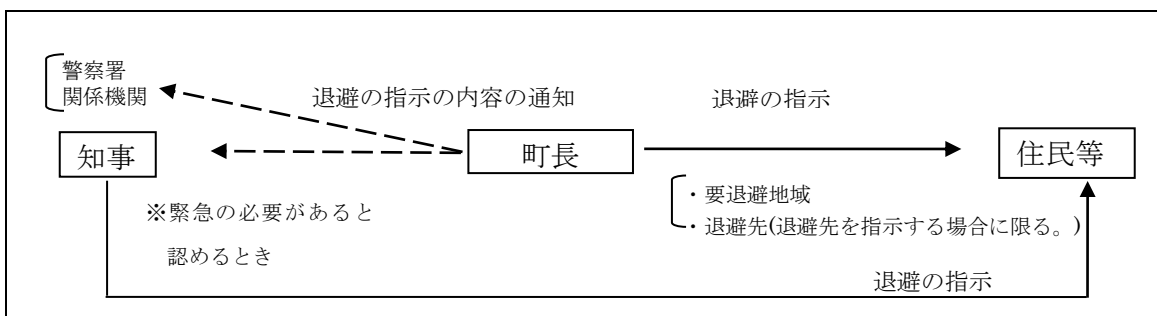 警察署
関係機関
退避の指示の内容の通知
退避の指示
知事
町長
住民等
・要退避地域
・退避先(退避先を指示する場合に限る。)
※緊急の必要があると
認めるとき
退避の指示